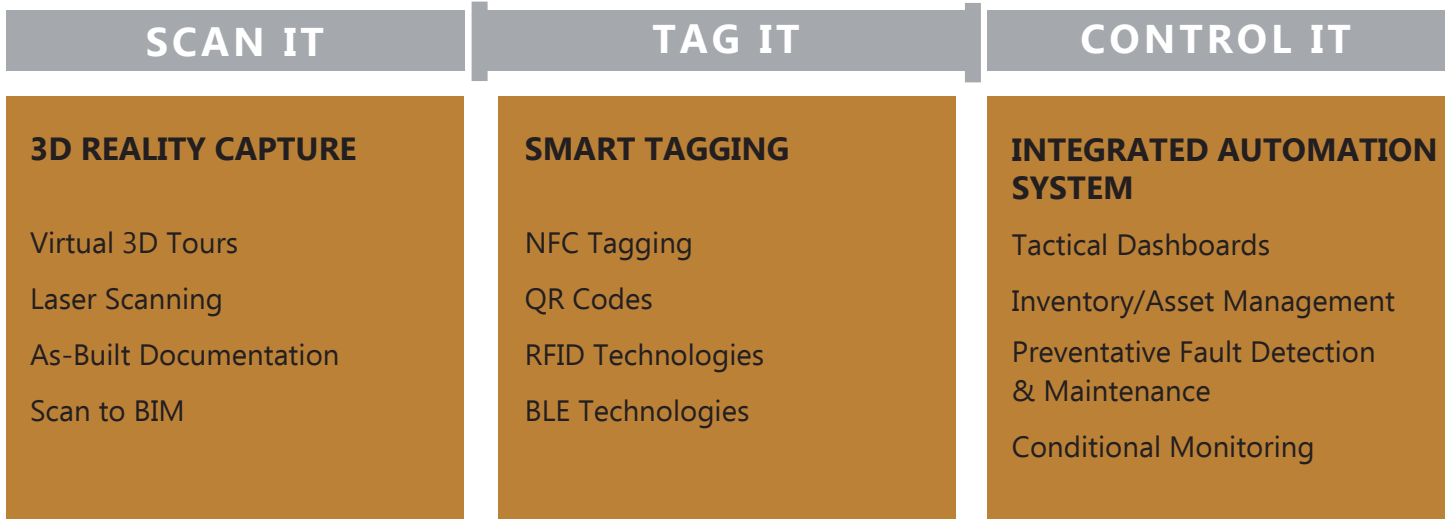 SCAN IT
TAG IT
CONTROL IT
3D REALITY CAPTURE
Virtual 3D Tours
Laser Scanning
As-Built Documentation
Scan to BIM
SMART TAGGING
NFC Tagging
QR Codes
RFID Technologies
BLE Technologies
INTEGRATED AUTOMATION
SYSTEM
Tactical Dashboards
Inventory/Asset Management
Preventative Fault Detection
& Maintenance
Conditional Monitoring